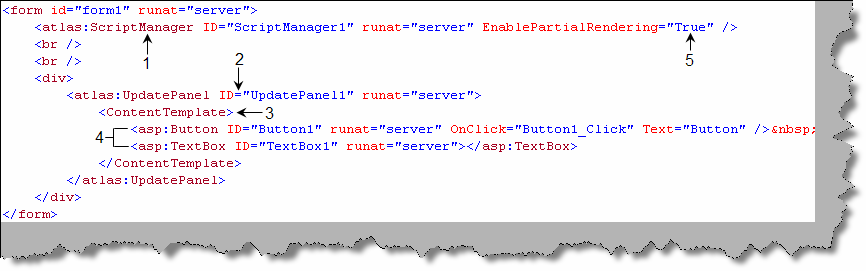 <form id="form1" runat="server">
<atlas:ScriptManager ID="ScriptManager1" runat="server" EnablePartialRendering="True" />
<br />
1 5
<br />
2
<div>
<atlas:UpdatePanel ID="UpdatePanel1" runat="server">
<ContentTemplate> 3
<asp:Button ID="Button1" runat="server" OnClick="Button1_Click" Text="Button" />&nbsp;
4
<asp:TextBox ID="TextBox1" runat="server"></asp:TextBox>
</ContentTemplate>
</atlas:UpdatePanel>
</div>
</form>